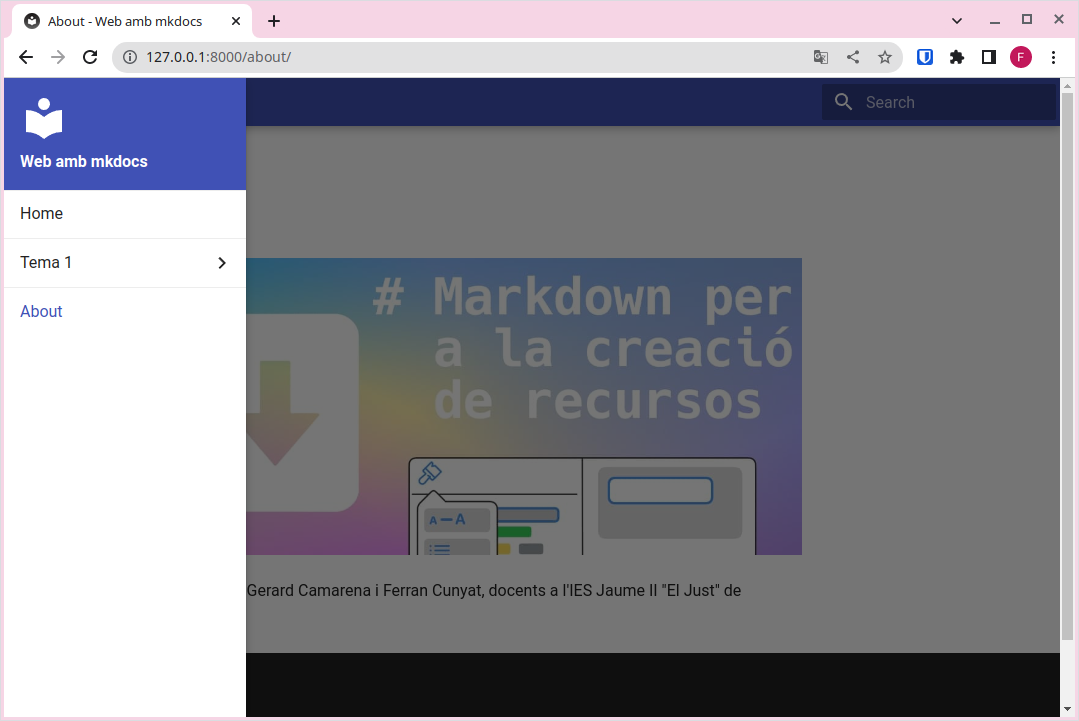 About - Web amb mkdocs
127.0.0.1:8000/about/
F
Web amb mkdocs
Search
Home
Tema 1
About
# Markdown per
a la creació
de recursos
A A
Gerard Camarena i Ferran Cunyat, docents a l'IES Jaume II "El Just" de